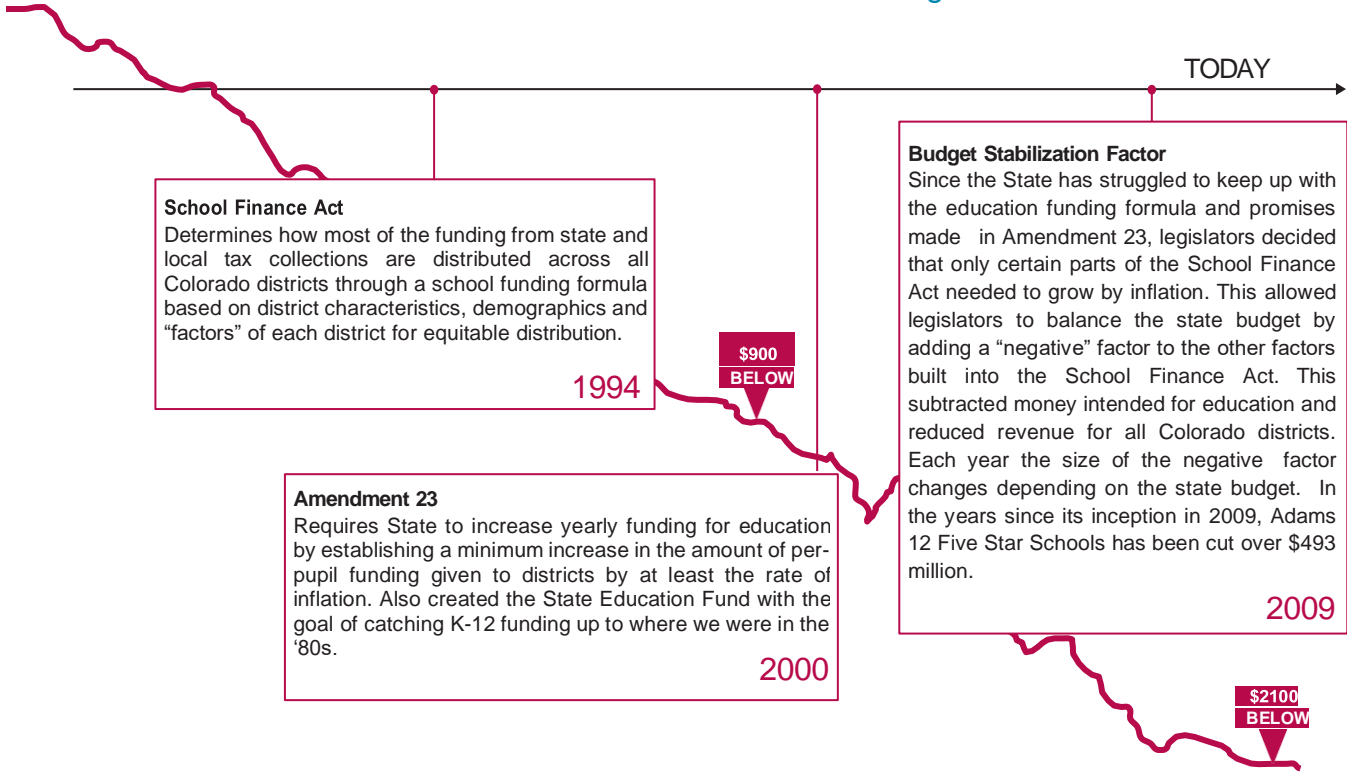 g
TODAY
School Finance Act
Determines how most of the funding from state and
local tax collections are distributed across all
Colorado districts through a school funding formula
based on district characteristics, demographics and
“factors” of each district for equitable distribution.
1994
$900
BELOW
Amendment 23
Requires State to increase yearly funding for education
by establishing a minimum increase in the amount of per-
pupil funding given to districts by at least the rate of
inflation. Also created the State Education Fund with the
goal of catching K-12 funding up to where we were in the
‘80s.
2000
Budget Stabilization Factor
Since the State has struggled to keep up with
the education funding formula and promises
made in Amendment 23, legislators decided
that only certain parts of the School Finance
Act needed to grow by inflation. This allowed
legislators to balance the state budget by
adding a “negative” factor to the other factors
built into the School Finance Act. This
subtracted money intended for education and
reduced revenue for all Colorado districts.
Each year the size of the negative factor
changes depending on the state budget. In
the years since its inception in 2009, Adams
12 Five Star Schools has been cut over $493
million.
2009
$2100
BELOW